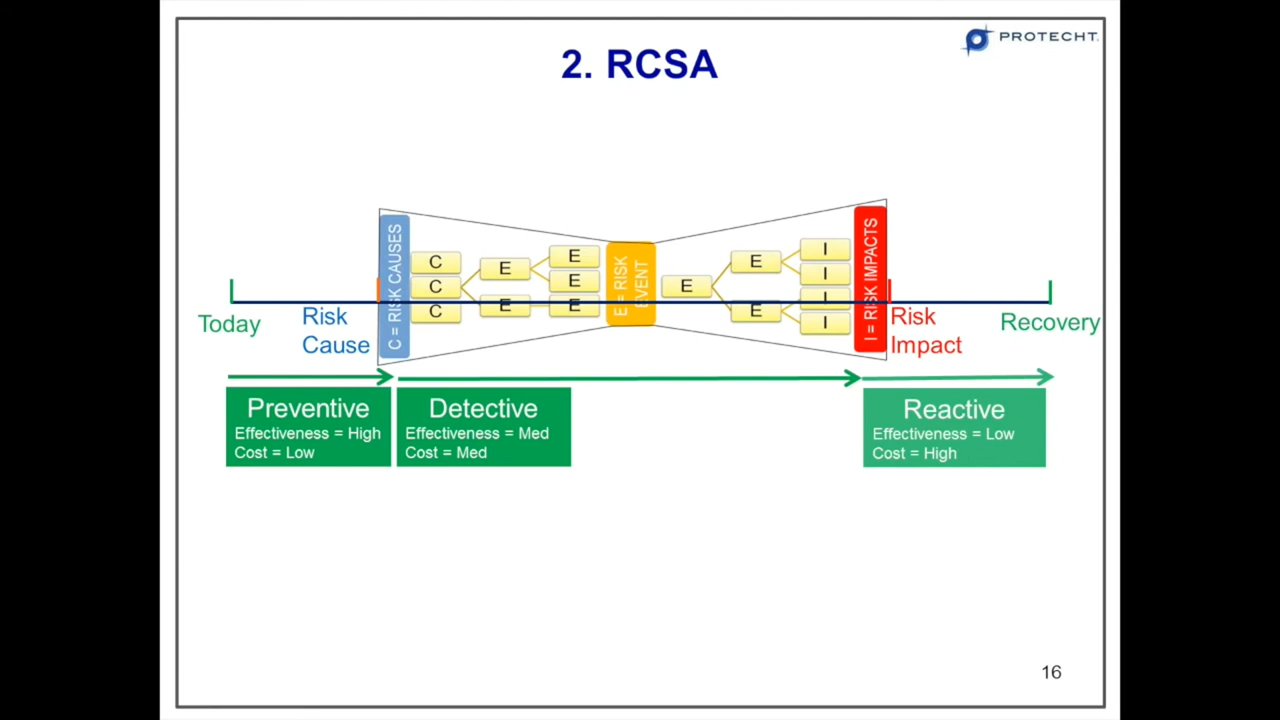 PROTECHT
2. RCSA
C = RISK CAUSES
C
C
C
E
E
E
E
E
E = RISK
EVENT
E
E
E
I
I
I
I
I = RISK IMPACTS
Today
Risk
Cause
Risk
Impact
Recovery
Preventive
Effectiveness = High
Cost = Low
Detective
Effectiveness = Med
Cost = Med
Reactive
Effectiveness = Low
Cost = High
16